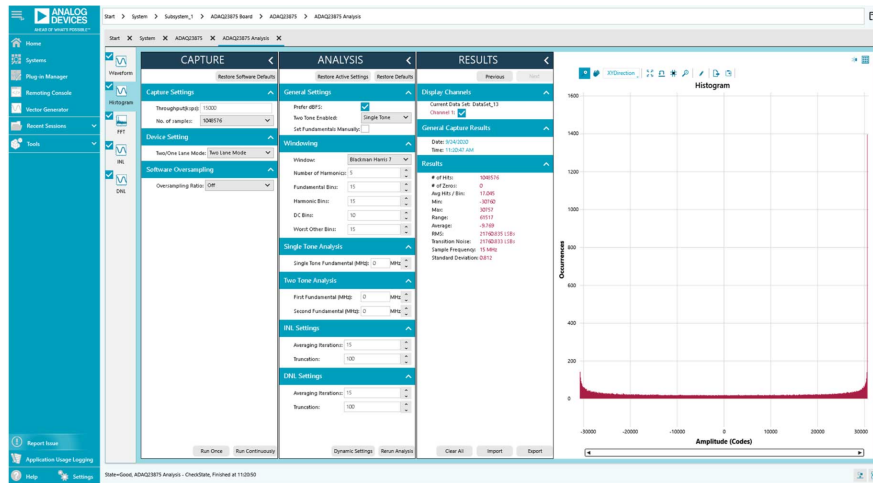 ANALOG
DEVICES
AHEAD OF WHAT'S POSSIBLE™
Start > System > Subsystem_1 > ADAQ23875 Board > ADAQ23875 > ADAQ23875 Analysis
Start X System X ADAQ23875 X ADAQ23875 Analysis X
Home
Systems
Plug-in Manager
Remoting Console
Vector Generator
Recent Sessions
Tools
Report Issue
Application Usage Logging
Help
Settings
Waveform
Histogram
FFT
INL
DNL
CAPTURE
Restore Software Defaults
Capture Settings
Throughput(ksps): 11000
No. of samples: 1048576
Device Setting
Two/One Lane Mode: Two Lane Mode
Software Oversampling
Oversampling Ratio: Off
Run Once
Run Continuously
ANALYSIS
Restore Active Settings
Restore Defaults
General Settings
Prefer dBFS:
Two Tone Enabled: Single Tone
Set Fundamentals Manually:
Windowing
Window: Blackman Harris 7
Number of Harmonics: 5
Fundamental Bins: 15
Harmonic Bins: 15
DC Bins: 10
Worst Other Bins: 15
Single Tone Analysis
Single Tone Fundamental (MHz): 0 MHz
Two Tone Analysis
First Fundamental (MHz): 0 MHz
Second Fundamental (MHz): 0 MHz
INL Settings
Averaging Iterations: 15
Truncation: 100
DNL Settings
Averaging Iterations: 15
Truncation: 100
Dynamic Settings
Rerun Analysis
RESULTS
Previous
Next
Display Channels
Current Data Set: DataSet_13
Channel 1:
General Capture Results
Date: 9/24/2020
Time: 11:20:47 AM
Results
# of Hits: 1048576
# of Zeros: 0
Avg Hits / Bin: 17.045
Min: -30760
Max: 30757
Range: 61517
Average: -9.769
RMS: 21760.835 LSBs
Transition Noise: 21760.833 LSBs
Sample Frequency: 15 MHz
Standard Deviation: 0.812
Clear All
Import
Export
XYDirection
Histogram
1600
1400
1200
1000
800
600
400
200
0
Occurrences
-30000 -20000 -10000 0 10000 20000 30000
Amplitude (Codes)
State=Good, ADAQ23875 Analysis - CheckState, Finished at 11:20:50